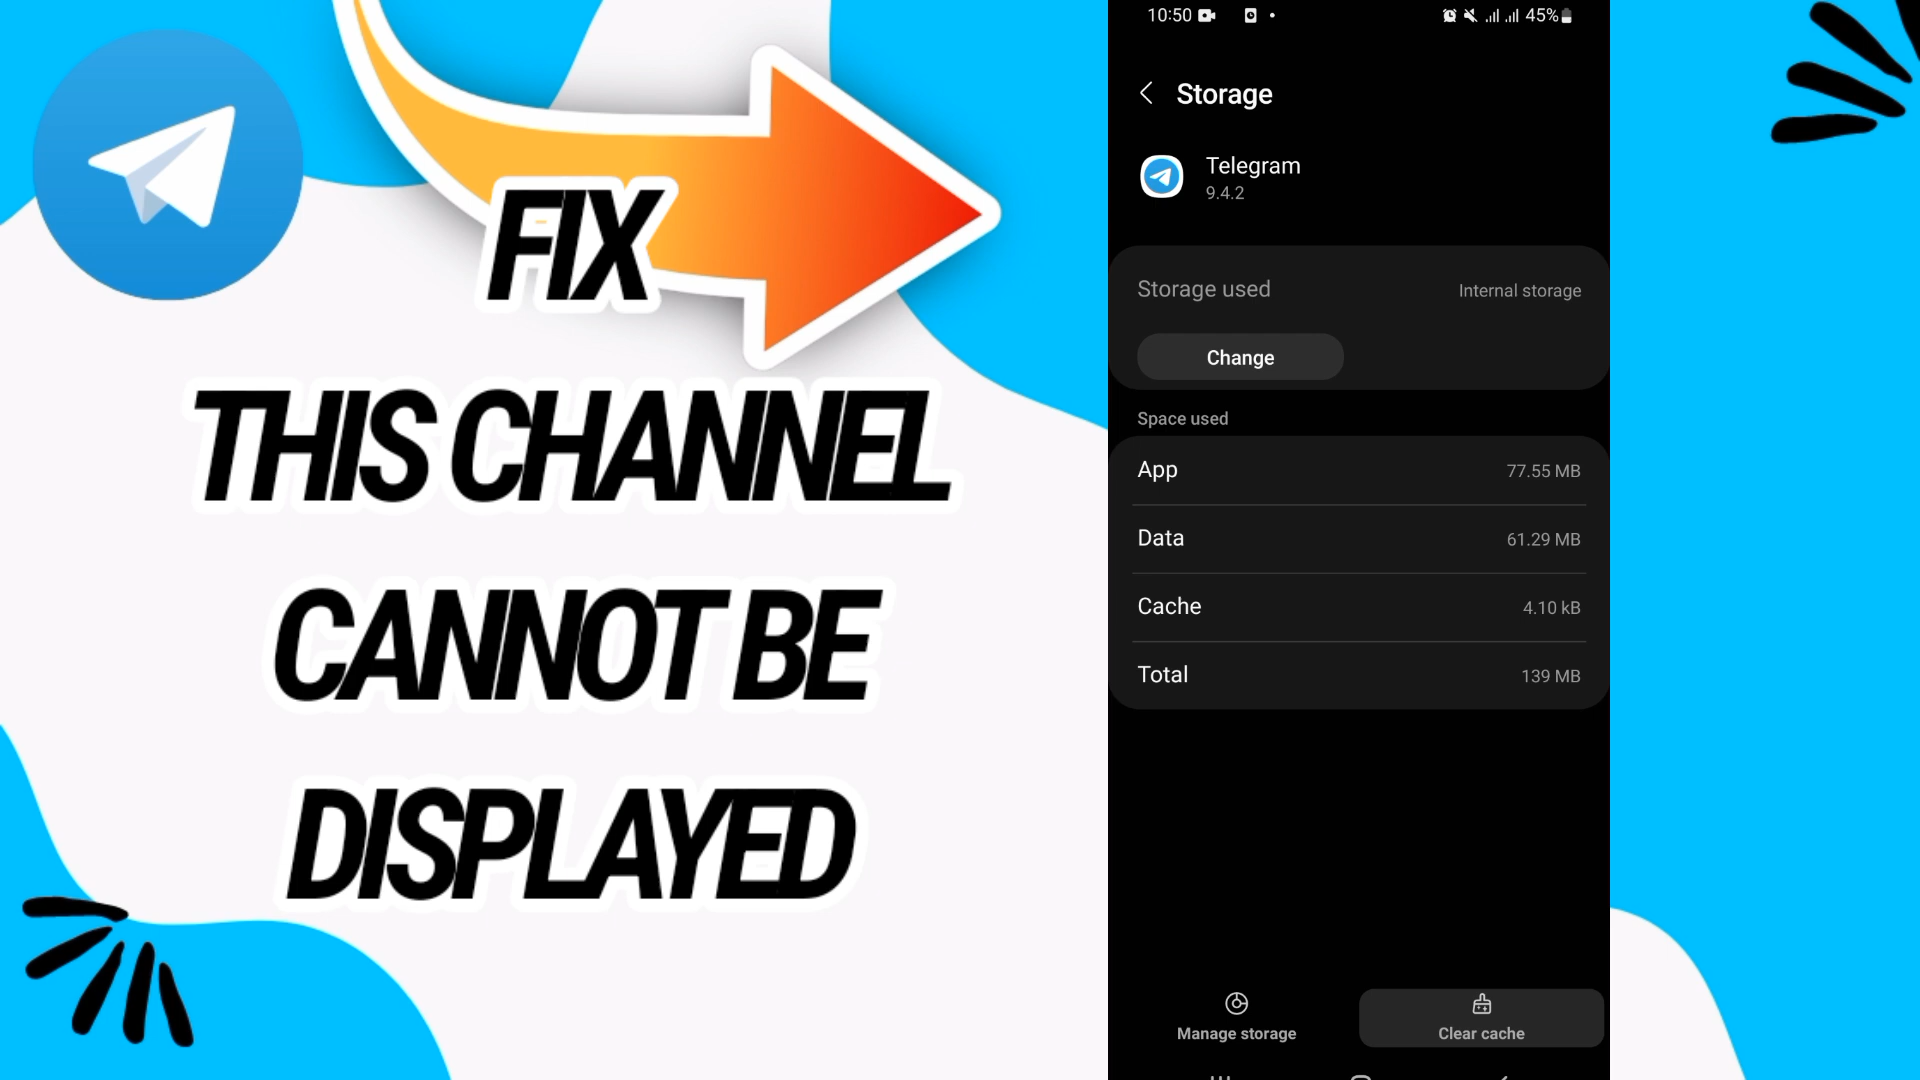 FIX
THIS CHANNEL
CANNOT BE
DISPLAYED
10:50
45%
Storage
Telegram
9.4.2
Storage used
Internal storage
Change
Space used
App
77.55 MB
Data
61.29 MB
Cache
4.10 kB
Total
139 MB
Manage storage
Clear cache